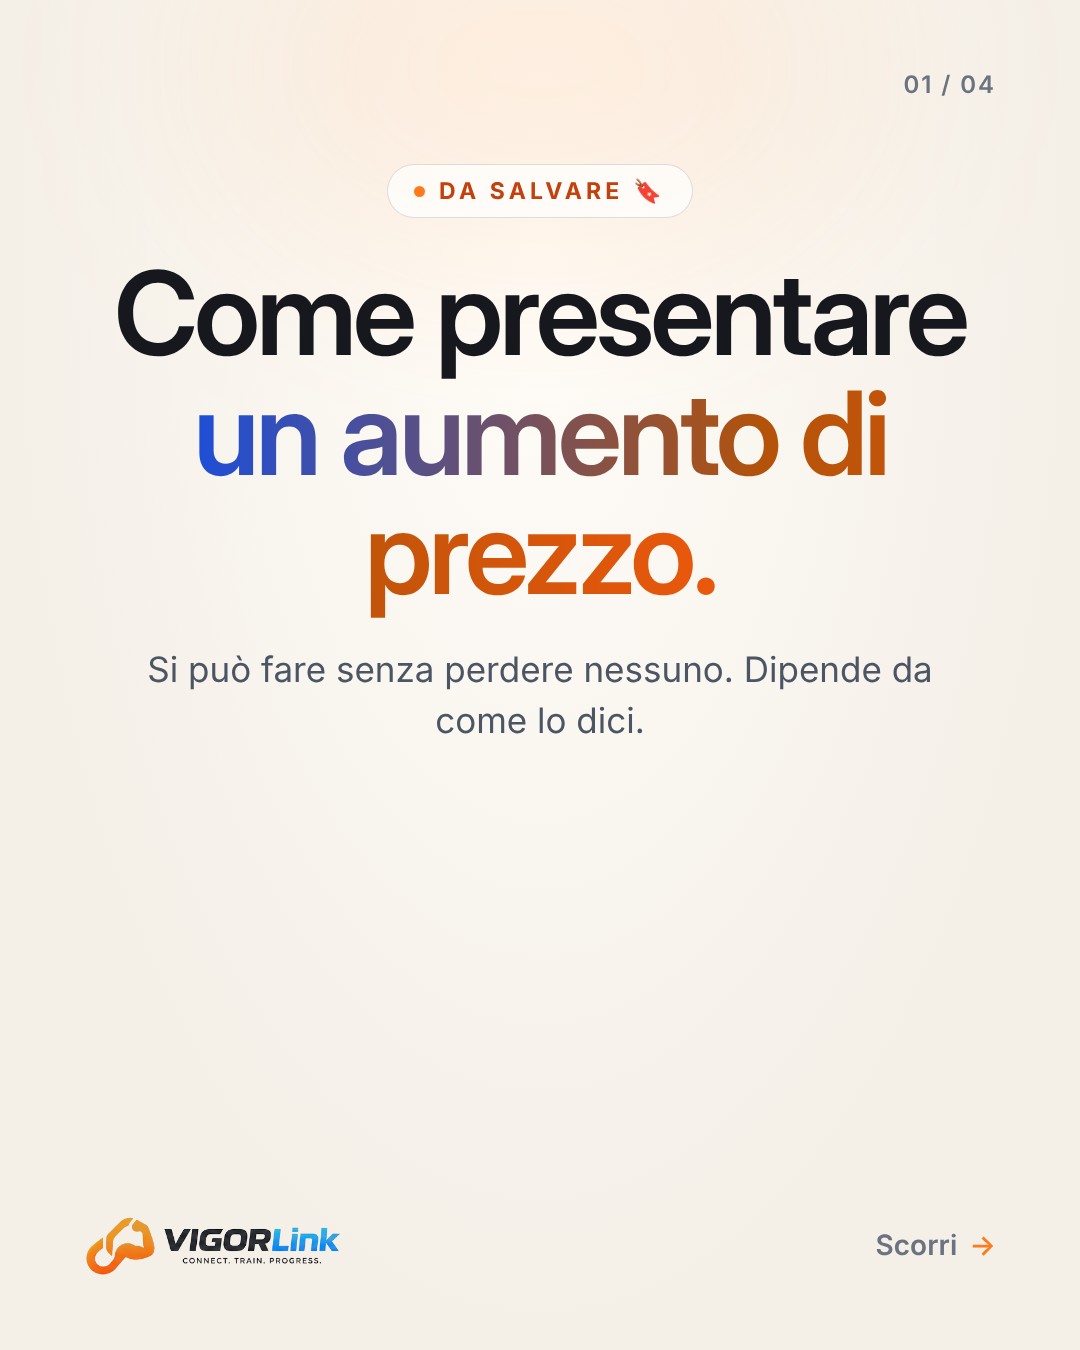 01 / 04
DA SALVARE 🔖
Come presentare
un aumento di
prezzo.
Si può fare senza perdere nessuno. Dipende da
come lo dici.
VIGORLink
CONNECT. TRAIN. PROGRESS.
Scorri →